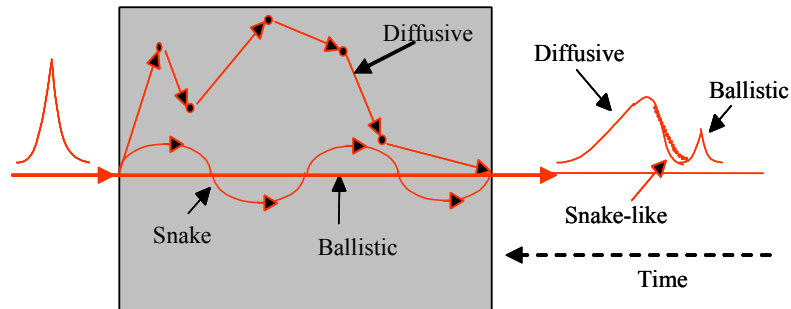 Diffusive
Snake
Ballistic
Diffusive
Ballistic
Snake-like
Time